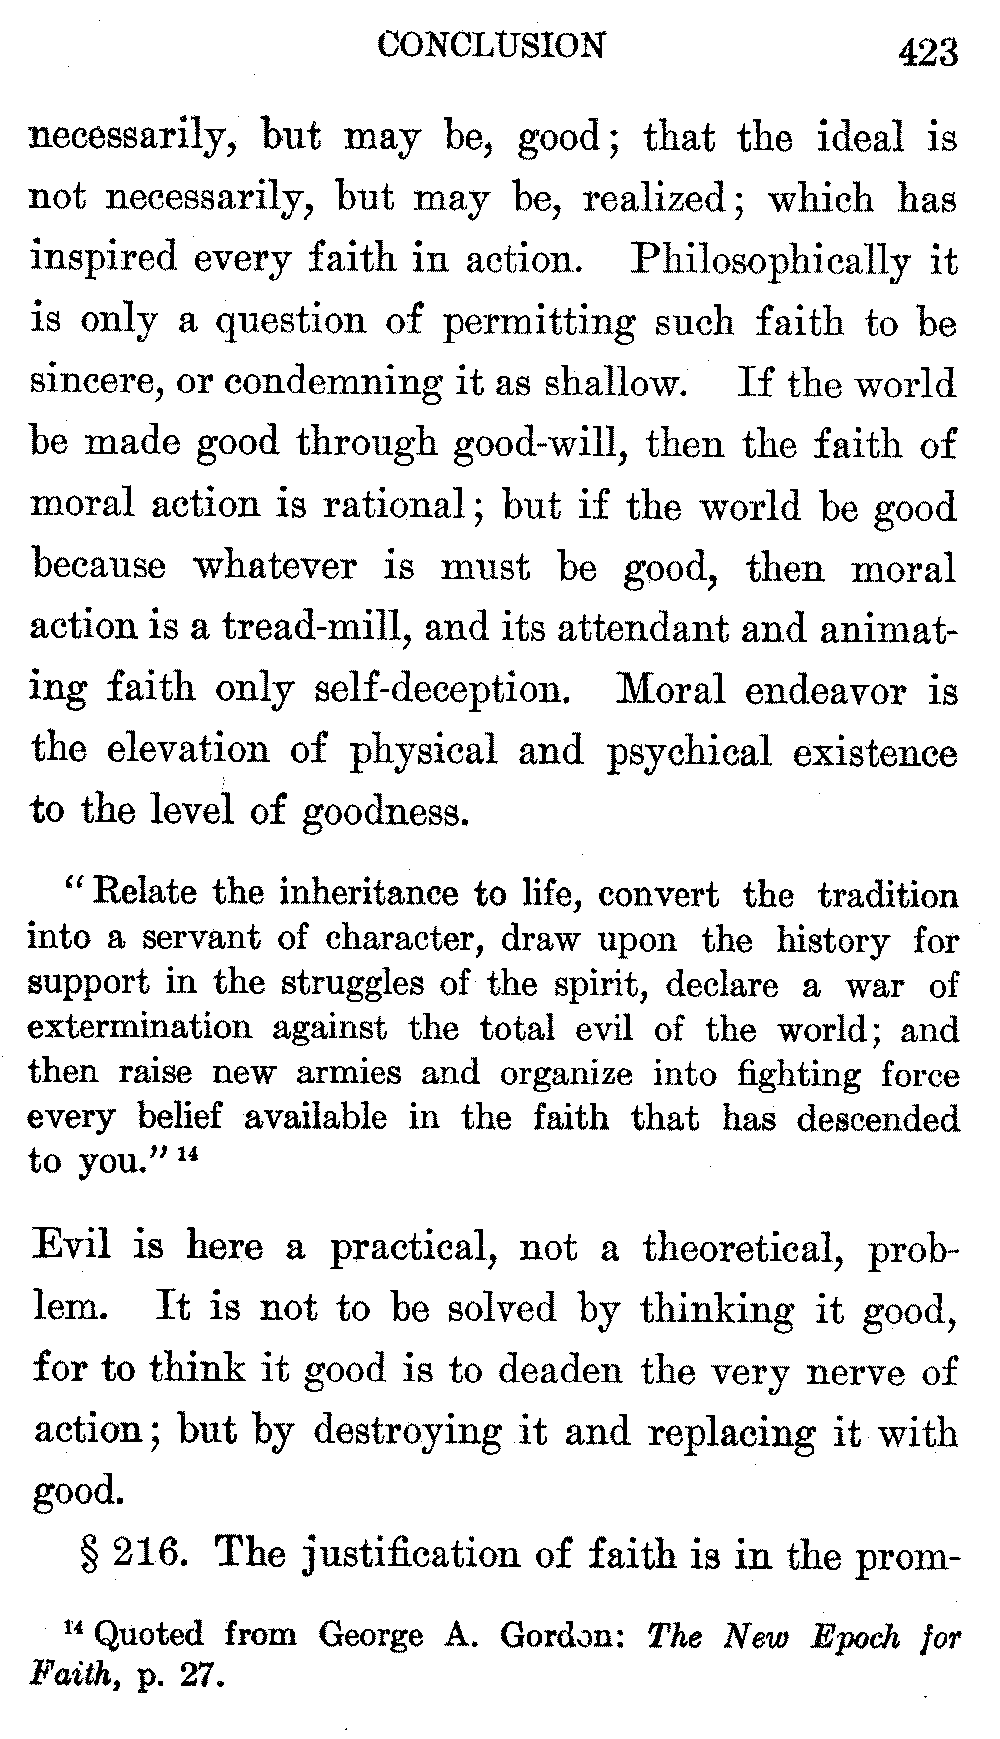 CONCLUSION 423
necessarily, but may be, good; that the ideal is
not necessarily, but may be, realized; which has
inspired every faith in action. Philosophically it
is only a question of permitting such faith to be
sincere, or condemning it as shallow. If the world
be made good through good-will, then the faith of
moral action is rational; but if the world be good
because whatever is must be good, then moral
action is a tread-mill, and its attendant and animat-
ing faith only self-deception. Moral endeavor is
the elevation of physical and psychical existence
to the level of goodness.
"Relate the inheritance to life, convert the tradition
into a servant of character, draw upon the history for
support in the struggles of the spirit, declare a war of
extermination against the total evil of the world; and
then raise new armies and organize into fighting force
every belief available in the faith that has descended
to you." 14
Evil is here a practical, not a theoretical, prob-
lem. It is not to be solved by thinking it good,
for to think it good is to deaden the very nerve of
action; but by destroying it and replacing it with
good.
§ 216. The justification of faith is in the prom-
14 Quoted from George A. Gordon: The New Epoch for
Faith, p. 27.